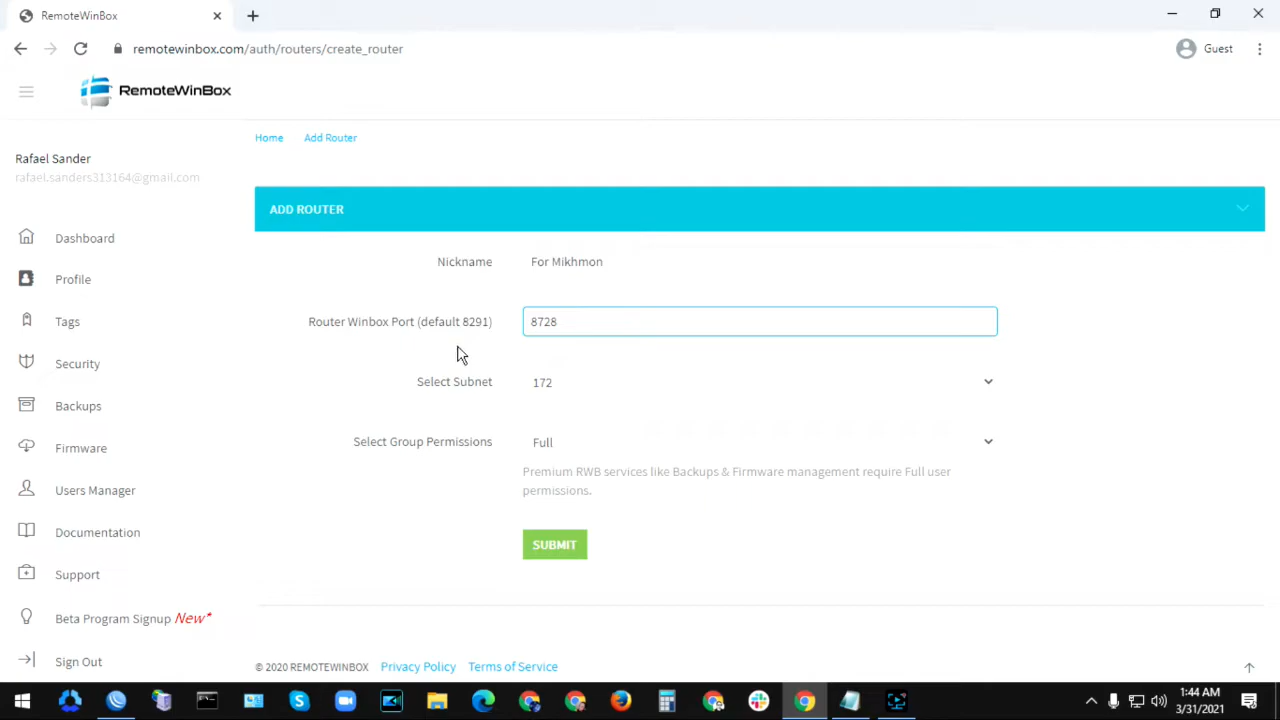 RemoteWinBox
remotewinbox.com/auth/routers/create_router
Guest
RemoteWinBox
Home Add Router
Rafael Sander
rafael.sanders313164@gmail.com
ADD ROUTER
Dashboard
Profile
Tags
Security
Backups
Firmware
Users Manager
Documentation
Support
Beta Program Signup New*
Sign Out
Nickname For Mikhmon
Router Winbox Port (default 8291) 8728
Select Subnet 172
Select Group Permissions Full
Premium RWB services like Backups & Firmware management require Full user
permissions.
SUBMIT
© 2020 REMOTEWINBOX Privacy Policy Terms of Service
1:44 AM
3/31/2021